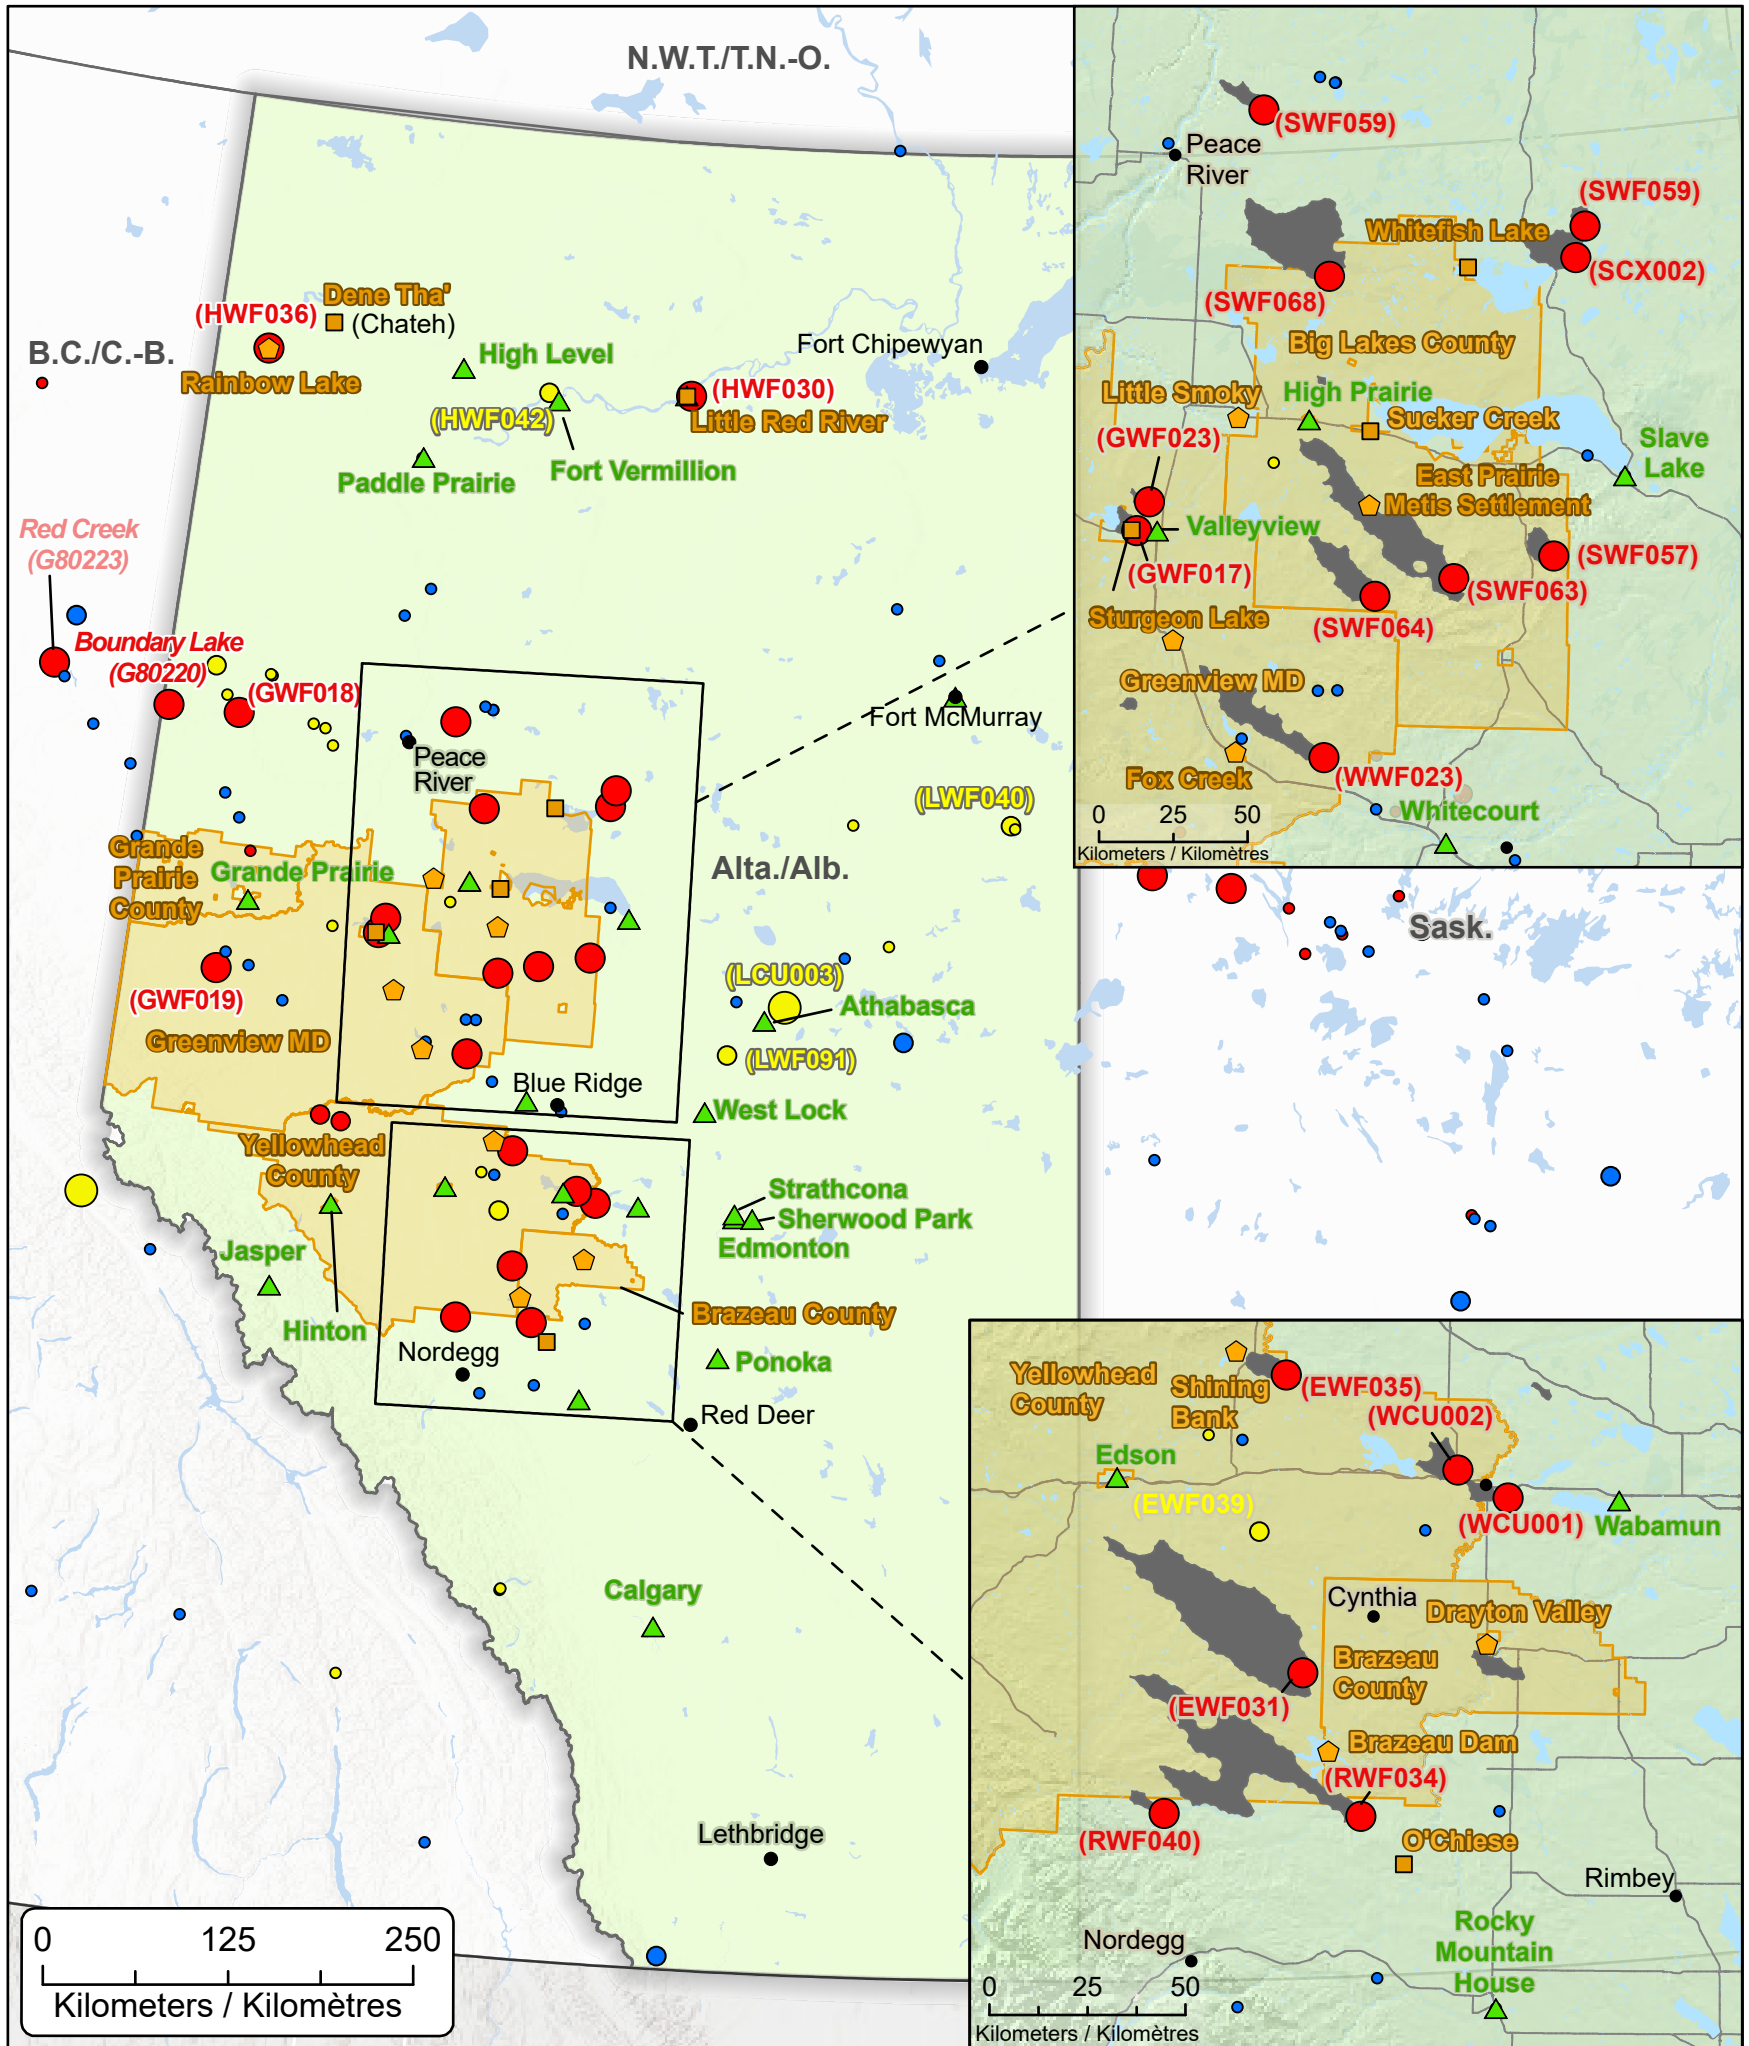 N.W.T./T.N.-O.
B.C./C.-B.
(HWF036)
Dene Tha'
(Chateh)
Rainbow Lake
High Level
(HWF042)
Fort Vermillion
Paddle Prairie
Fort Chipewyan
(HWF030)
Little Red River
Red Creek
(G80223)
Boundary Lake
(G80220)
(GWF018)
Peace
River
Fort McMurray
(LWF040)
Alta./Alb.
Grande
Prairie
County
Grande Prairie
(GWF019)
Greenview MD
(LCU003)
Athabasca
(LWF091)
Blue Ridge
West Lock
Yellowhead
County
Strathcona
Sherwood Park
Edmonton
Jasper
Hinton
Brazeau County
Nordegg
Ponoka
Red Deer
Calgary
Lethbridge
Sask.
0 125 250
Kilometers / Kilomètres
(SWF059)
Peace
River
(SWF059)
Whitefish Lake
(SCX002)
(SWF068)
Big Lakes County
Little Smoky
High Prairie
Sucker Creek
(GWF023)
Slave
Lake
East Prairie
Metis Settlement
Valleyview
(GWF017)
(SWF057)
(SWF063)
Sturgeon Lake
(SWF064)
Greenview MD
Fox Creek
(WWF023)
Whitecourt
0 25 50
Kilometers / Kilomètres
Yellowhead
County
Shining
Bank
(EWF035)
(WCU002)
Edson
(EWF039)
(WCU001)
Wabamun
Cynthia
Drayton Valley
Brazeau
County
(EWF031)
Brazeau Dam
(RWF034)
(RWF040)
O'Chiese
Rimbey
Rocky
Mountain
House
Nordegg
0 25 50
Kilometers / Kilomètres